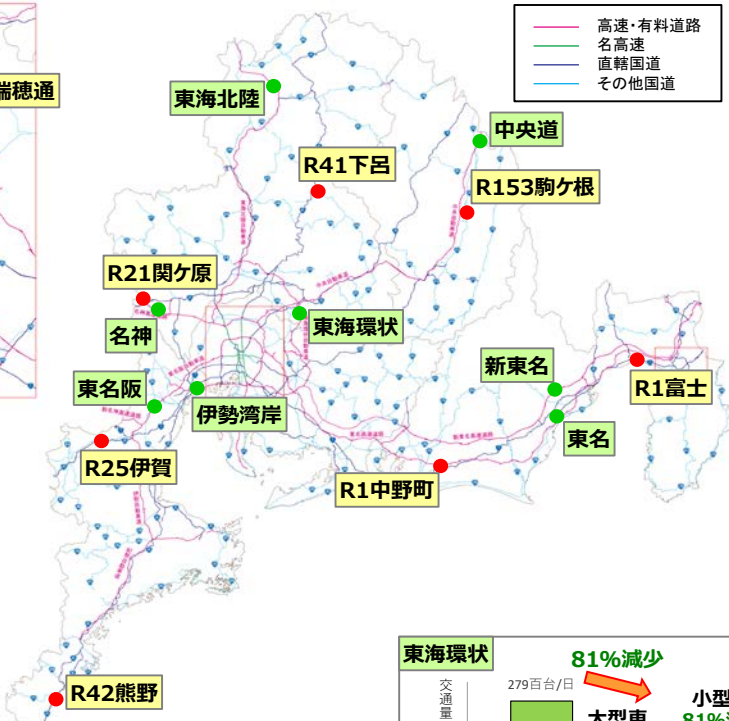 高速・有料道路
名高速
直轄国道
その他国道
瑞穂通
東海北陸
中央道
R41下呂
R153駒ケ根
R21関ケ原
名神
東海環状
新東名
R1富士
東名阪
伊勢湾岸
東名
R25伊賀
R1中野町
R42熊野
東海環状
81%減少
交通量
279百台/日
大型車
小型
81%